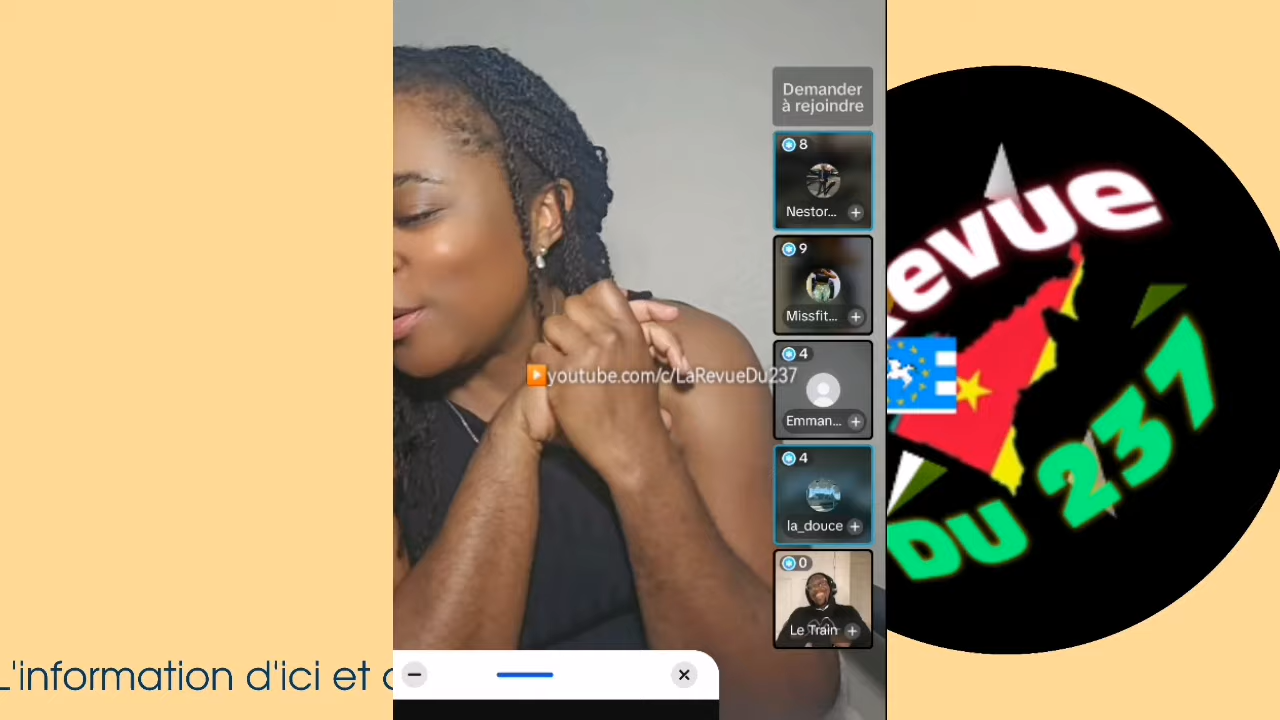 Demander
à rejoindre
8
Nestor...
9
Missfit...
4
Emman...
4
la_douce
0
Le Train
youtube.com/c/LaRevueDu237
Revue
DU 237
L'information d'ici et